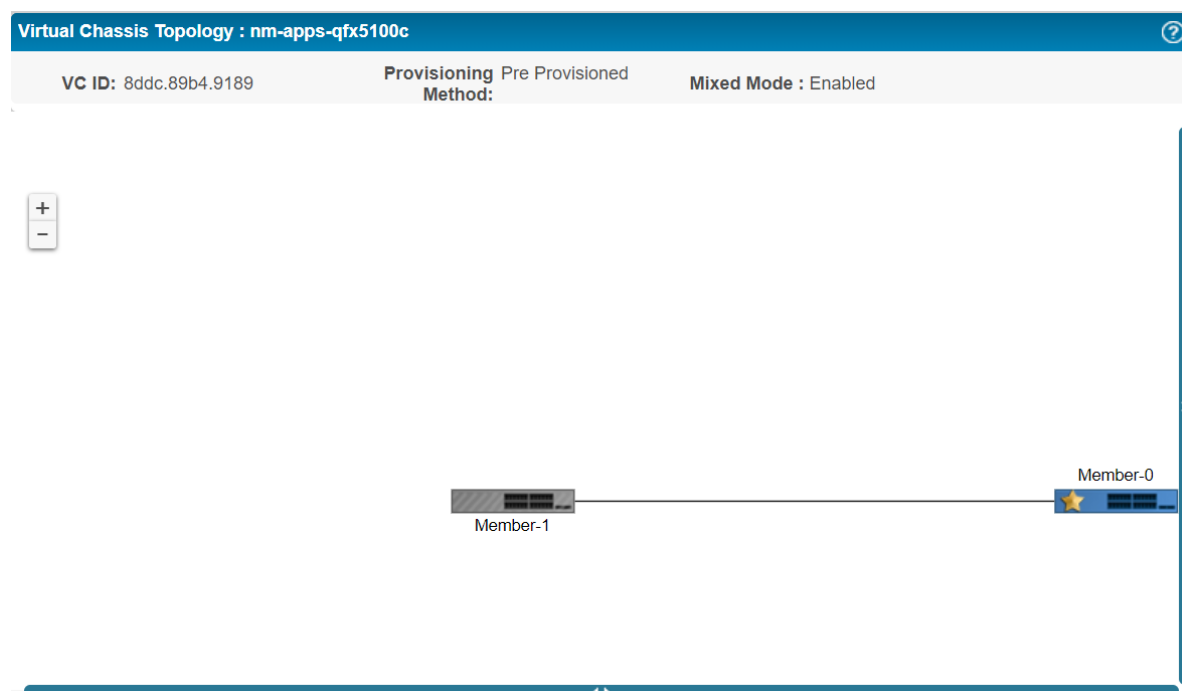 Virtual Chassis Topology : nm-apps-qfx5100c
?
VC ID: 8ddc.89b4.9189
Provisioning Method: Pre Provisioned
Mixed Mode : Enabled
+
−
Member-0
Member-1